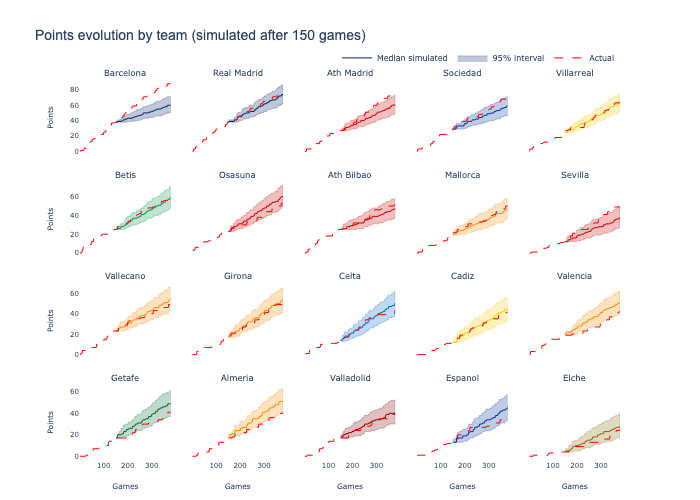 Points evolution by team (simulated after 150 games)
Median simulated 95% interval Actual
Barcelona Real Madrid Ath Madrid Sociedad Villarreal
80
60
40
20
0
Points
Betis Osasuna Ath Bilbao Mallorca Sevilla
60
40
20
0
Points
Vallecano Girona Celta Cadiz Valencia
60
40
20
0
Points
Getafe Almeria Valladolid Espanol Elche
60
40
20
0
Points
100 200 300 100 200 300 100 200 300 100 200 300 100 200 300
Games Games Games Games Games